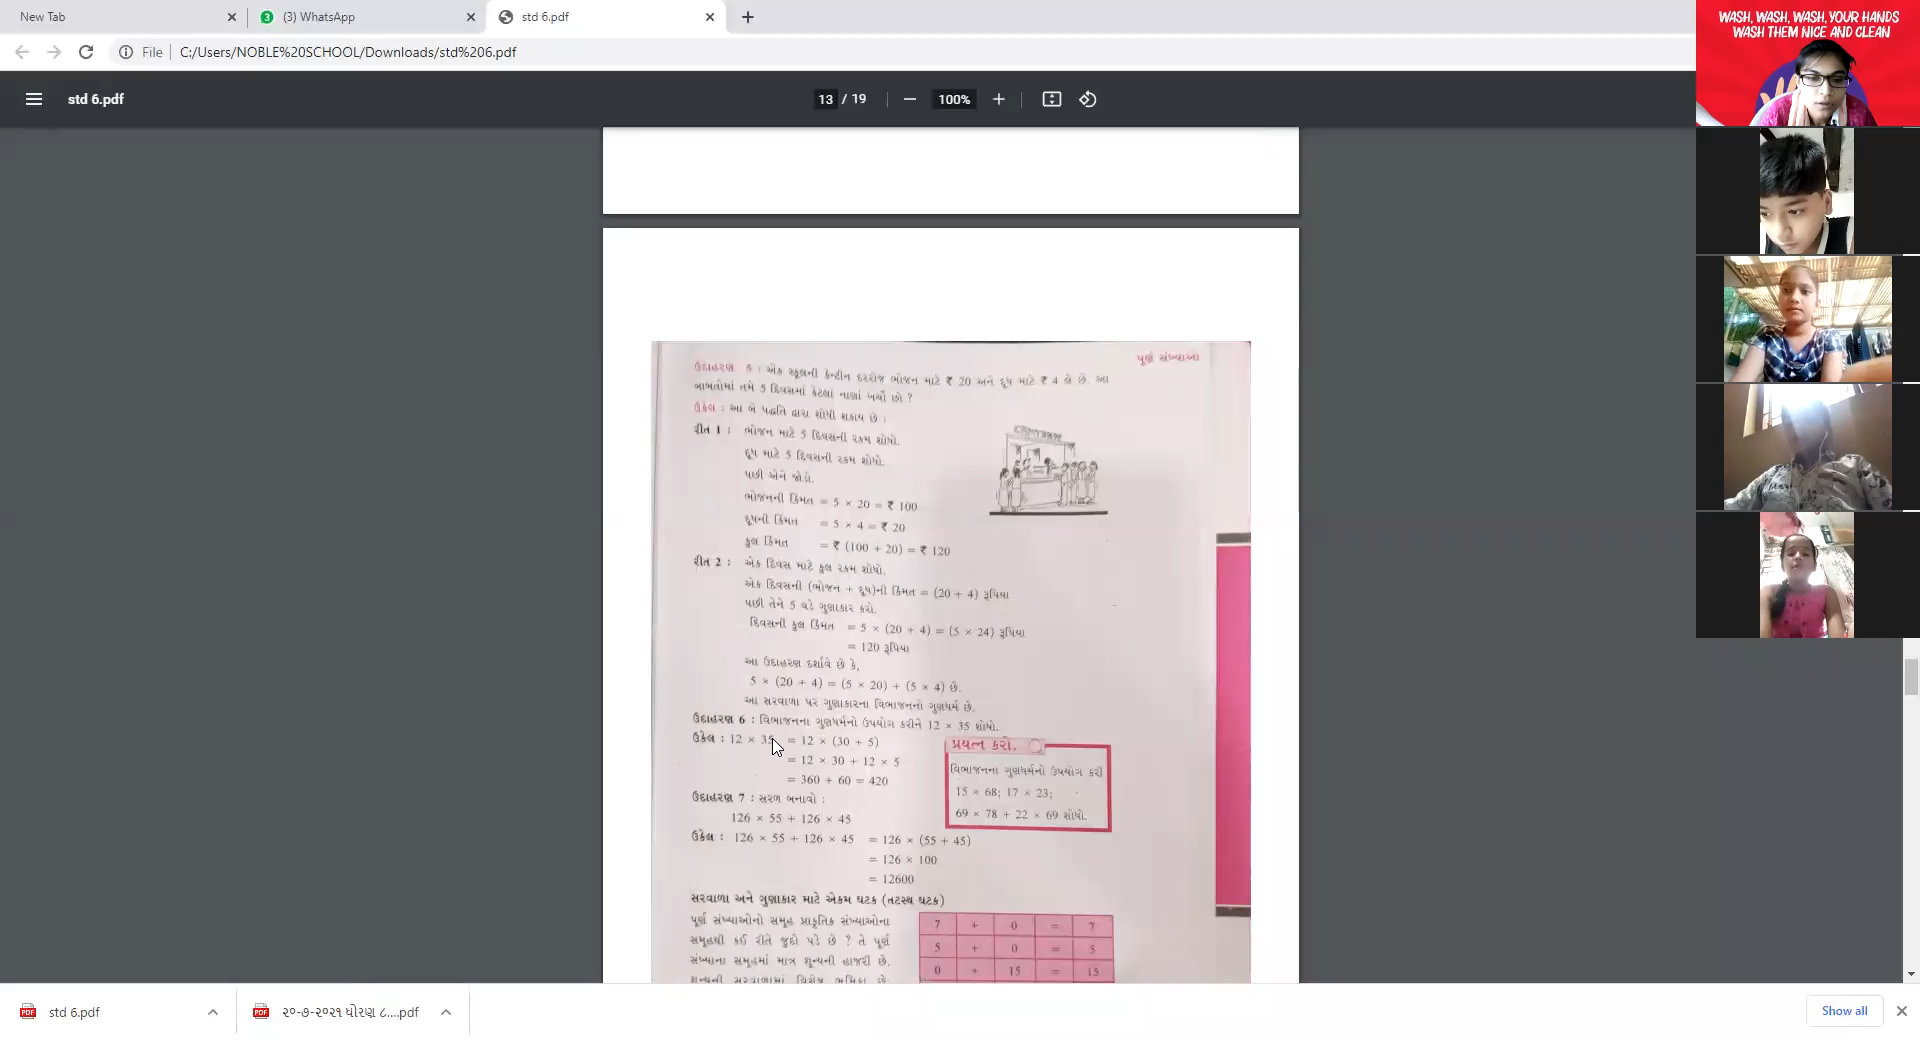 New Tab
(3) WhatsApp
std 6.pdf
File
C:/Users/NOBLE%20SCHOOL/Downloads/std%206.pdf
WASH, WASH, WASH, YOUR HANDS
WASH THEM NICE AND CLEAN
std 6.pdf
13 / 19
100%
પૂર્ણ સંખ્યાઓ
ઉદાહરણ 5 : એક સ્કૂલની કેન્ટીન દરરોજ ભોજન માટે ₹ 20 અને દૂધ માટે ₹ 4 લે છે. આ
બાબતોમાં તમે 5 દિવસમાં કેટલાં નાણાં ખર્ચો છો ?
ઉકેલ : આ બે પદ્ધતિ દ્વારા શોધી શકાય છે :
રીત 1 : ભોજન માટે 5 દિવસની રકમ શોધો.
દૂધ માટે 5 દિવસની રકમ શોધો.
પછી એને જોડો.
ભોજનની કિંમત = 5 × 20 = ₹ 100
દૂધની કિંમત = 5 × 4 = ₹ 20
કુલ કિંમત = ₹ (100 + 20) = ₹ 120
રીત 2 : એક દિવસ માટે કુલ રકમ શોધો.
એક દિવસની (ભોજન + દૂધ)ની કિંમત = (20 + 4) રૂપિયા
પછી તેને 5 વડે ગુણાકાર કરો.
દિવસની કુલ કિંમત = 5 × (20 + 4) = (5 × 24) રૂપિયા
= 120 રૂપિયા
આ ઉદાહરણ દર્શાવે છે કે,
5 × (20 + 4) = (5 × 20) + (5 × 4) છે.
આ સરવાળા પર ગુણાકારના વિભાજનનો ગુણધર્મ છે.
ઉદાહરણ 6 : વિભાજનના ગુણધર્મનો ઉપયોગ કરીને 12 × 35 શોધો.
ઉકેલ : 12 × 35 = 12 × (30 + 5)
= 12 × 30 + 12 × 5
= 360 + 60 = 420
પ્રયત્ન કરો.
વિભાજનના ગુણધર્મનો ઉપયોગ કરી
15 × 68; 17 × 23;
69 × 78 + 22 × 69 શોધો.
ઉદાહરણ 7 : સરળ બનાવો :
126 × 55 + 126 × 45
ઉકેલ : 126 × 55 + 126 × 45 = 126 × (55 + 45)
= 126 × 100
= 12600
સરવાળા અને ગુણાકાર માટે એકમ ઘટક (તટસ્થ ઘટક)
પૂર્ણ સંખ્યાઓનો સમૂહ પ્રાકૃતિક સંખ્યાઓના
સમૂહથી કઈ રીતે જુદો પડે છે ? તે પૂર્ણ
સંખ્યાના સમૂહમાં માત્ર શૂન્યની હાજરી છે.
7 + 0 = 7
5 + 0 = 5
0 + 15 = 15
std 6.pdf
૨૦-૭-૨૦૨૧ ધોરણ ૮....pdf
Show all